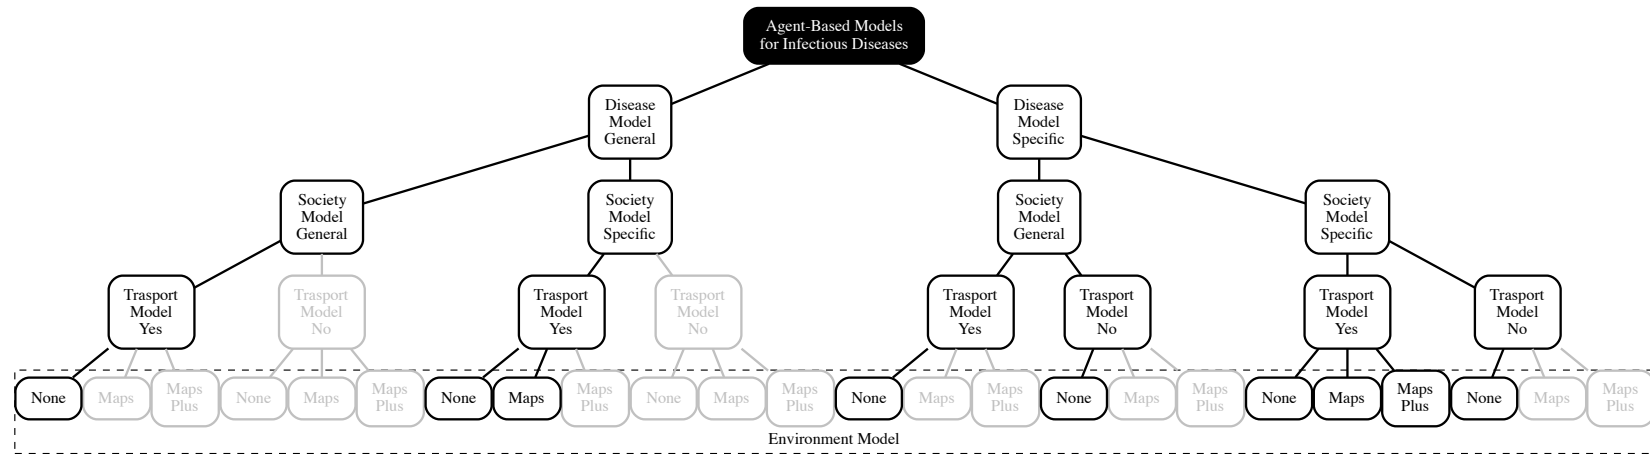 Agent-Based Models
for Infectious Diseases
Disease
Model
General
Disease
Model
Specific
Society
Model
General
Society
Model
Specific
Society
Model
General
Society
Model
Specific
Trasport
Model
Yes
Trasport
Model
No
Trasport
Model
Yes
Trasport
Model
No
Trasport
Model
Yes
Trasport
Model
No
Trasport
Model
Yes
Trasport
Model
No
None
Maps
Maps
Plus
None
Maps
Maps
Plus
None
Maps
Maps
Plus
None
Maps
Maps
Plus
None
Maps
Maps
Plus
None
Maps
Maps
Plus
None
Maps
Maps
Plus
None
Maps
Maps
Plus
Environment Model